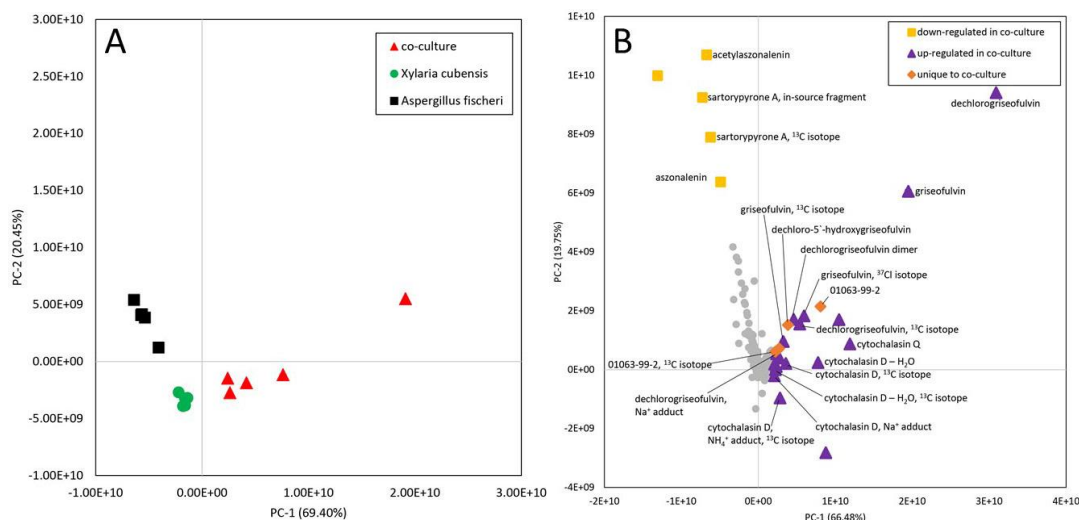 A
3.00E+10
2.50E+10
2.00E+10
1.50E+10
1.00E+10
5.00E+09
0.00E+00
-5.00E+09
-1.00E+10
PC-2 (20.45%)
co-culture
Xylaria cubensis
Aspergillus fischeri
-1.00E+10
0.00E+00
1.00E+10
2.00E+10
3.00E+10
PC-1 (69.40%)
B
1E+10
1E+10
8E+09
6E+09
4E+09
2E+09
0E+00
-2E+09
-4E+09
PC-2 (19.75%)
down-regulated in co-culture
up-regulated in co-culture
unique to co-culture
acetylaszonalenin
sartorypyrone A, in-source fragment
dechlorogriseofulvin
sartorypyrone A, ¹³C isotope
aszonalenin
griseofulvin
griseofulvin, ¹³C isotope
dechloro-5`-hydroxygriseofulvin
dechlorogriseofulvin dimer
griseofulvin, ³⁷Cl isotope
01063-99-2
dechlorogriseofulvin, ¹³C isotope
cytochalasin Q
01063-99-2, ¹³C isotope
cytochalasin D – H₂O
cytochalasin D, ¹³C isotope
dechlorogriseofulvin,
Na⁺ adduct
cytochalasin D – H₂O, ¹³C isotope
cytochalasin D,
NH₄⁺ adduct, ¹³C isotope
cytochalasin D, Na⁺ adduct
-2E+10
-1E+10
0E+00
1E+10
2E+10
3E+10
4E+10
PC-1 (66.48%)